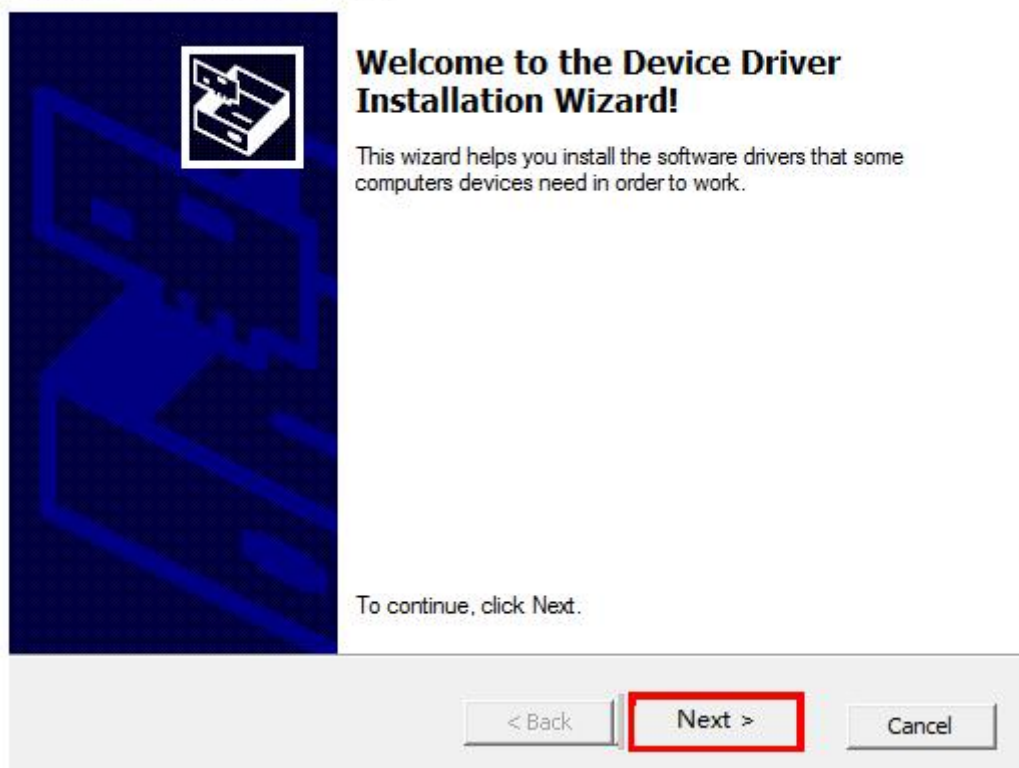 Welcome to the Device Driver
Installation Wizard!
This wizard helps you install the software drivers that some
computers devices need in order to work.
To continue, click Next.
< Back
Next >
Cancel